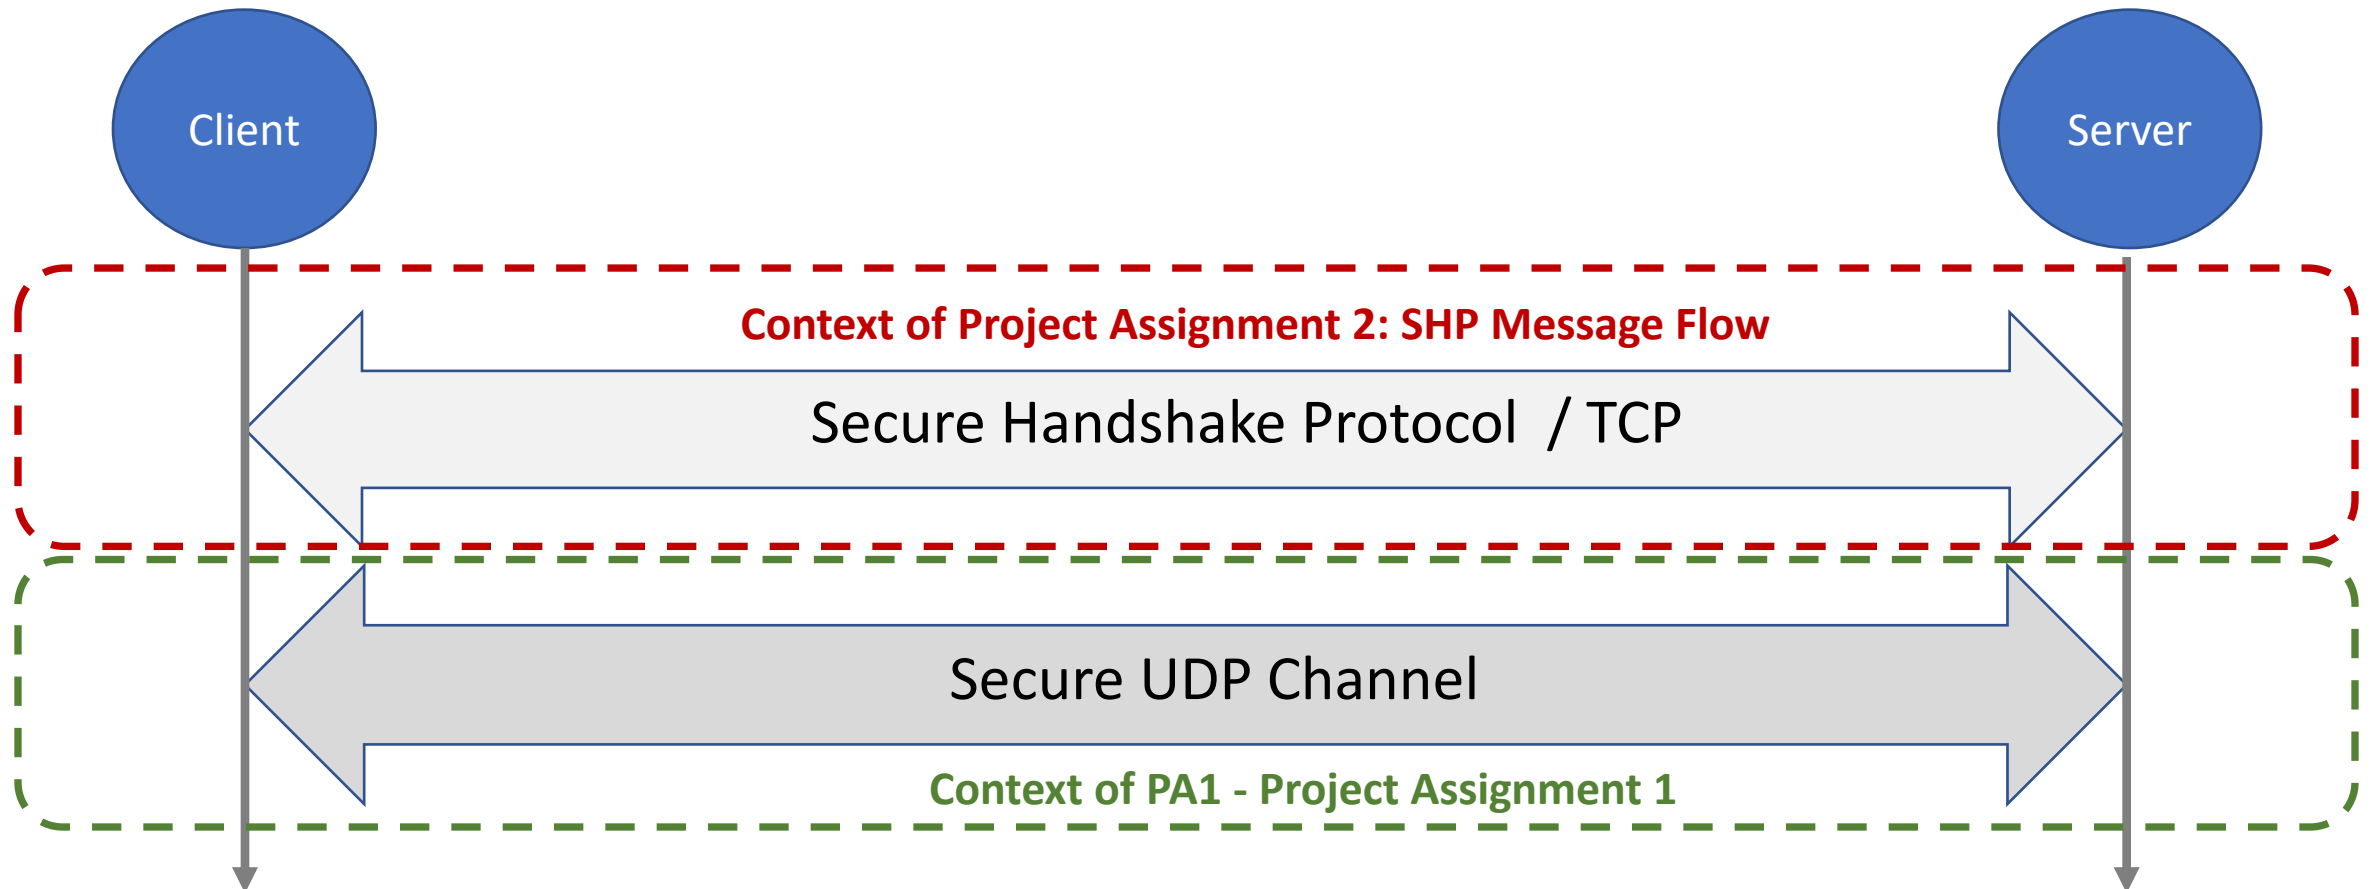 Client
Server
Context of Project Assignment 2: SHP Message Flow
Secure Handshake Protocol / TCP
Secure UDP Channel
Context of PA1 - Project Assignment 1